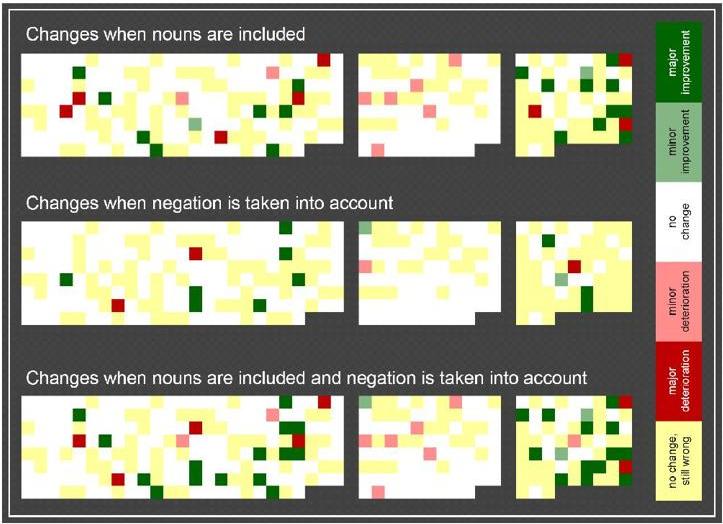 Changes when nouns are included
Changes when negation is taken into account
Changes when nouns are included and negation is taken into account
major
improvement
minor
improvement
no
change
minor
deterioration
major
deterioration
no change,
still wrong